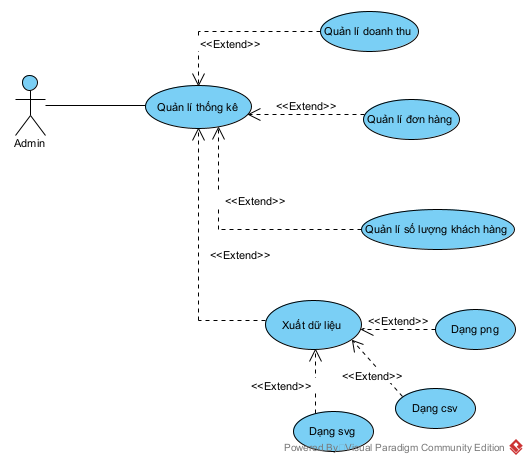 Quản lí doanh thu
<<Extend>>
Quản lí thống kê
<<Extend>>
Quản lí đơn hàng
Admin
<<Extend>>
Quản lí số lượng khách hàng
<<Extend>>
Xuất dữ liệu
<<Extend>>
Dạng png
<<Extend>>
<<Extend>>
Dạng csv
Dạng svg
Powered By: Visual Paradigm Community Edition